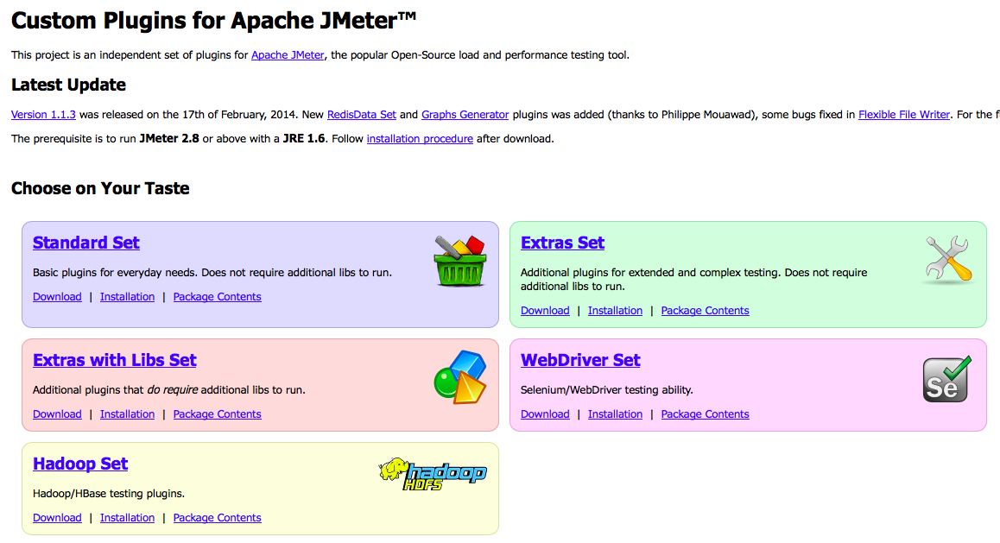 Custom Plugins for Apache JMeter™
This project is an independent set of plugins for Apache JMeter, the popular Open-Source load and performance testing tool.
Latest Update
Version 1.1.3 was released on the 17th of February, 2014. New RedisData Set and Graphs Generator plugins was added (thanks to Philippe Mouawad), some bugs fixed in Flexible File Writer. For the f
The prerequisite is to run JMeter 2.8 or above with a JRE 1.6. Follow installation procedure after download.
Choose on Your Taste
Standard Set
Basic plugins for everyday needs. Does not require additional libs to run.
Download | Installation | Package Contents
Extras Set
Additional plugins for extended and complex testing. Does not require
additional libs to run.
Download | Installation | Package Contents
Extras with Libs Set
Additional plugins that do require additional libs to run.
Download | Installation | Package Contents
WebDriver Set
Selenium/WebDriver testing ability.
Download | Installation | Package Contents
Se
Hadoop Set
Hadoop/HBase testing plugins.
Download | Installation | Package Contents
hadoop
HDFS